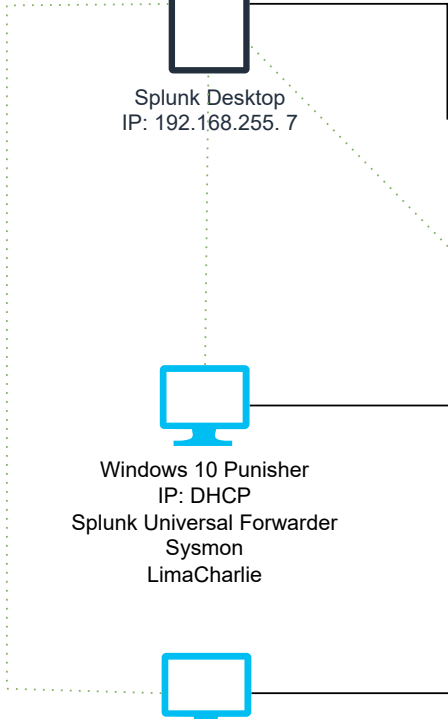 Splunk Desktop
IP: 192.168.255. 7
Windows 10 Punisher
IP: DHCP
Splunk Universal Forwarder
Sysmon
LimaCharlie